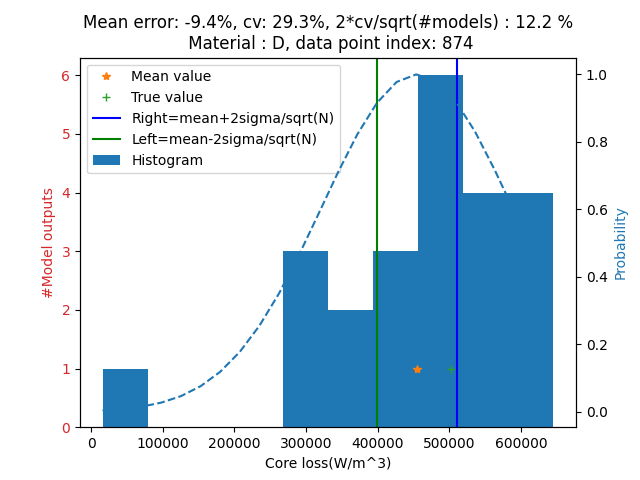 Mean error: -9.4%, cv: 29.3%, 2*cv/sqrt(#models) : 12.2 %
Material : D, data point index: 874
Mean value
True value
Right=mean+2sigma/sqrt(N)
Left=mean-2sigma/sqrt(N)
Histogram
#Model outputs
6
5
4
3
2
1
0
0 100000 200000 300000 400000 500000 600000
Core loss(W/m^3)
1.0
0.8
0.6
0.4
0.2
0.0
Probability